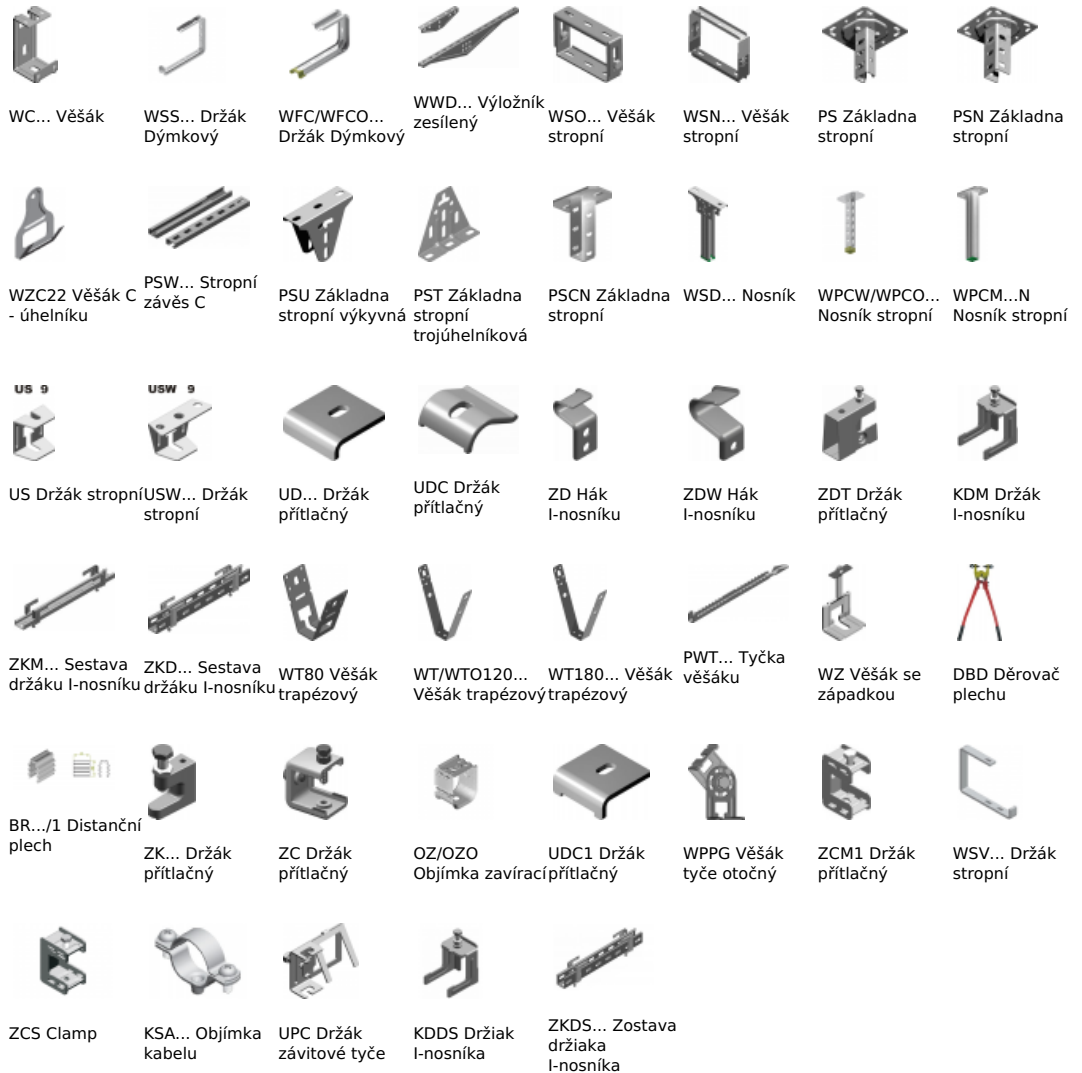 WC... Věšák
WSS... Držák
Dýmkový
WFC/WFCO...
Držák Dýmkový
WWD... Výložník
zesílený
WSO... Věšák
stropní
WSN... Věšák
stropní
PS Základna
stropní
PSN Základna
stropní
WZC22 Věšák C
- úhelníku
PSW... Stropní
závěs C
PSU Základna
stropní výkyvná
PST Základna
stropní
trojúhelníková
PSCN Základna
stropní
WSD... Nosník
WPCW/WPCO...
Nosník stropní
WPCM...N
Nosník stropní
US 9
USW 9
US Držák stropní
USW... Držák
stropní
UD... Držák
přítlačný
UDC Držák
přítlačný
ZD Hák
I-nosníku
ZDW Hák
I-nosníku
ZDT Držák
přítlačný
KDM Držák
I-nosníku
ZKM... Sestava
držáku I-nosníku
ZKD... Sestava
držáku I-nosníku
WT80 Věšák
trapézový
WT/WTO120...
Věšák trapézový
WT180... Věšák
trapézový
PWT... Tyčka
věšáku
WZ Věšák se
západkou
DBD Děrovač
plechu
BR.../1 Distanční
plech
ZK... Držák
přítlačný
ZC Držák
přítlačný
OZ/OZO
Objímka zavírací
UDC1 Držák
přítlačný
WPPG Věšák
tyče otočný
ZCM1 Držák
přítlačný
WSV... Držák
stropní
ZCS Clamp
KSA... Objímka
kabelu
UPC Držák
závitové tyče
KDDS Držiak
I-nosníka
ZKDS... Zostava
držiaka
I-nosníka